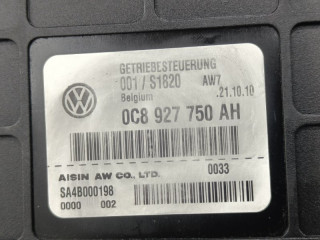 GETRIEBESTEUERUNG
001 / S1820 AW7
Belgium .21.10.10
0C8 927 750 AH
AISIN AW CO., LTD. 0033
SA4B000198
0000 002